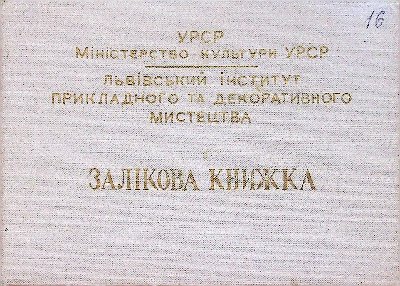 16
УРСР
МІНІСТЕРСТВО КУЛЬТУРИ УРСР
ЛЬВІВСЬКИЙ ІНСТИТУТ
ПРИКЛАДНОГО ТА ДЕКОРАТИВНОГО
МИСТЕЦТВА
ЗАЛІКОВА КНИЖКА